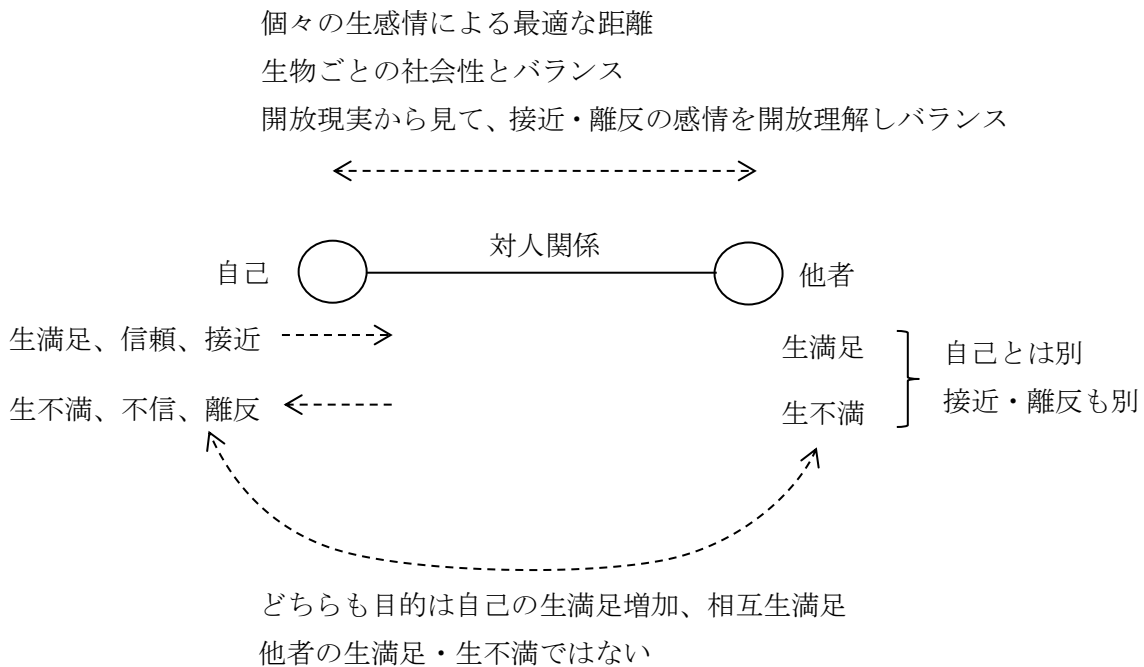 個々の生感情による最適な距離
生物ごとの社会性とバランス
開放現実から見て、接近・離反の感情を開放理解しバランス
対人関係
自己
他者
生満足、信頼、接近
生不満、不信、離反
生満足
生不満
自己とは別
接近・離反も別
どちらも目的は自己の生満足増加、相互生満足
他者の生満足・生不満ではない